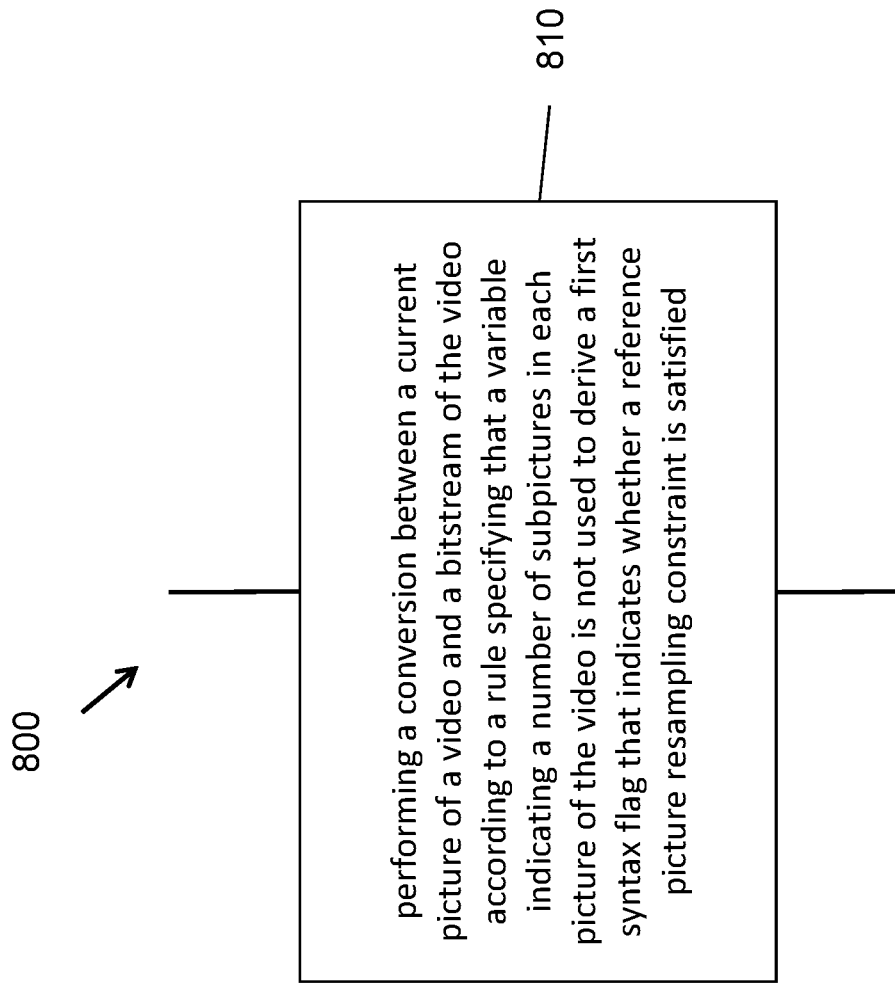 800
810
performing a conversion between a current
picture of a video and a bitstream of the video
according to a rule specifying that a variable
indicating a number of subpictures in each
picture of the video is not used to derive a first
syntax flag that indicates whether a reference
picture resampling constraint is satisfied